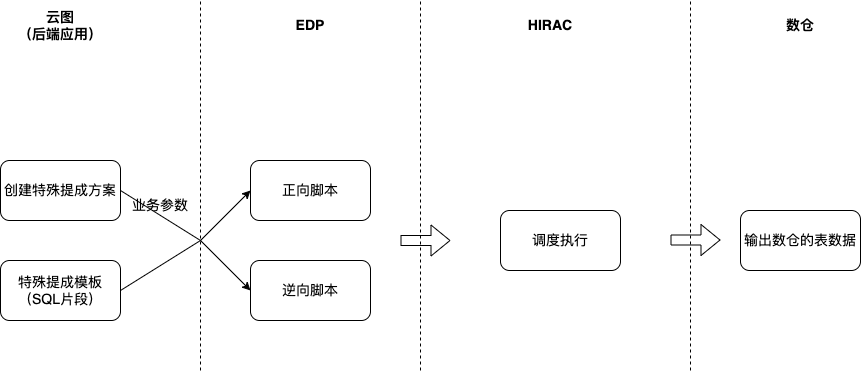 云图
（后端应用）
EDP
HIRAC
数仓
创建特殊提成方案
业务参数
正向脚本
调度执行
输出数仓的表数据
特殊提成模板
（SQL片段）
逆向脚本